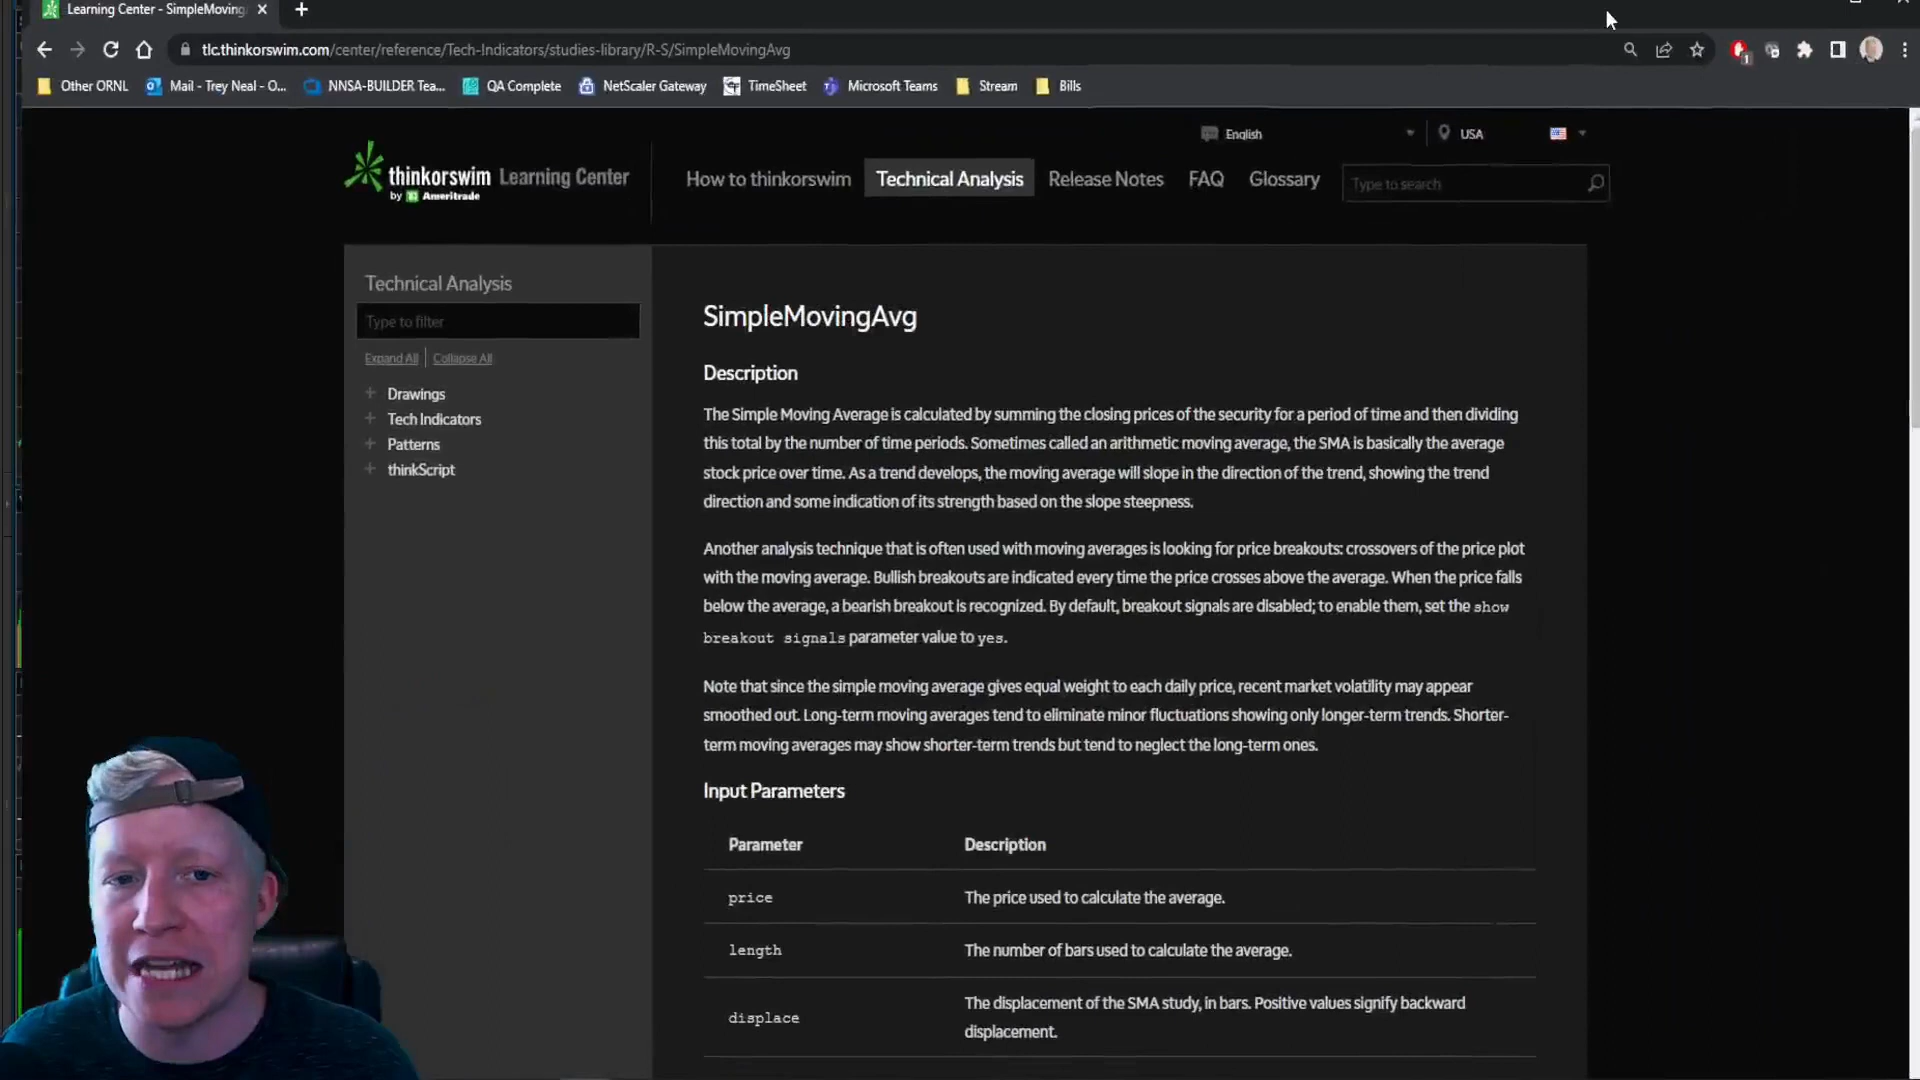 Learning Center - SimpleMoving
tlc.thinkorswim.com/center/reference/Tech-Indicators/studies-library/R-S/SimpleMovingAvg
1
Other ORNL
Mail - Trey Neal - O...
NNSA-BUILDER Tea...
QA Complete
NetScaler Gateway
TimeSheet
Microsoft Teams
Stream
Bills
English
USA
thinkorswim Learning Center
by Ameritrade
How to thinkorswim
Technical Analysis
Release Notes
FAQ
Glossary
Type to search
Technical Analysis
Type to filter
Expand All
Collapse All
Drawings
Tech Indicators
Patterns
thinkScript
SimpleMovingAvg
Description
The Simple Moving Average is calculated by summing the closing prices of the security for a period of time and then dividing
this total by the number of time periods. Sometimes called an arithmetic moving average, the SMA is basically the average
stock price over time. As a trend develops, the moving average will slope in the direction of the trend, showing the trend
direction and some indication of its strength based on the slope steepness.
Another analysis technique that is often used with moving averages is looking for price breakouts: crossovers of the price plot
with the moving average. Bullish breakouts are indicated every time the price crosses above the average. When the price falls
below the average, a bearish breakout is recognized. By default, breakout signals are disabled; to enable them, set the show
breakout signals parameter value to yes.
Note that since the simple moving average gives equal weight to each daily price, recent market volatility may appear
smoothed out. Long-term moving averages tend to eliminate minor fluctuations showing only longer-term trends. Shorter-
term moving averages may show shorter-term trends but tend to neglect the long-term ones.
Input Parameters
Parameter Description
price The price used to calculate the average.
length The number of bars used to calculate the average.
displace The displacement of the SMA study, in bars. Positive values signify backward
displacement.